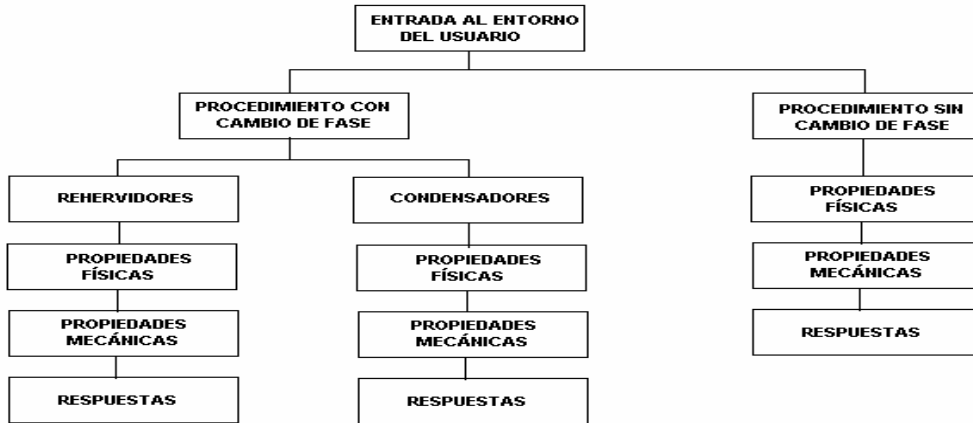 ENTRADA AL ENTORNO
DEL USUARIO
PROCEDIMIENTO CON
CAMBIO DE FASE
PROCEDIMIENTO SIN
CAMBIO DE FASE
REHERVIDORES
CONDENSADORES
PROPIEDADES
FÍSICAS
PROPIEDADES
FÍSICAS
PROPIEDADES
FÍSICAS
PROPIEDADES
MECÁNICAS
PROPIEDADES
MECÁNICAS
PROPIEDADES
MECÁNICAS
RESPUESTAS
RESPUESTAS
RESPUESTAS